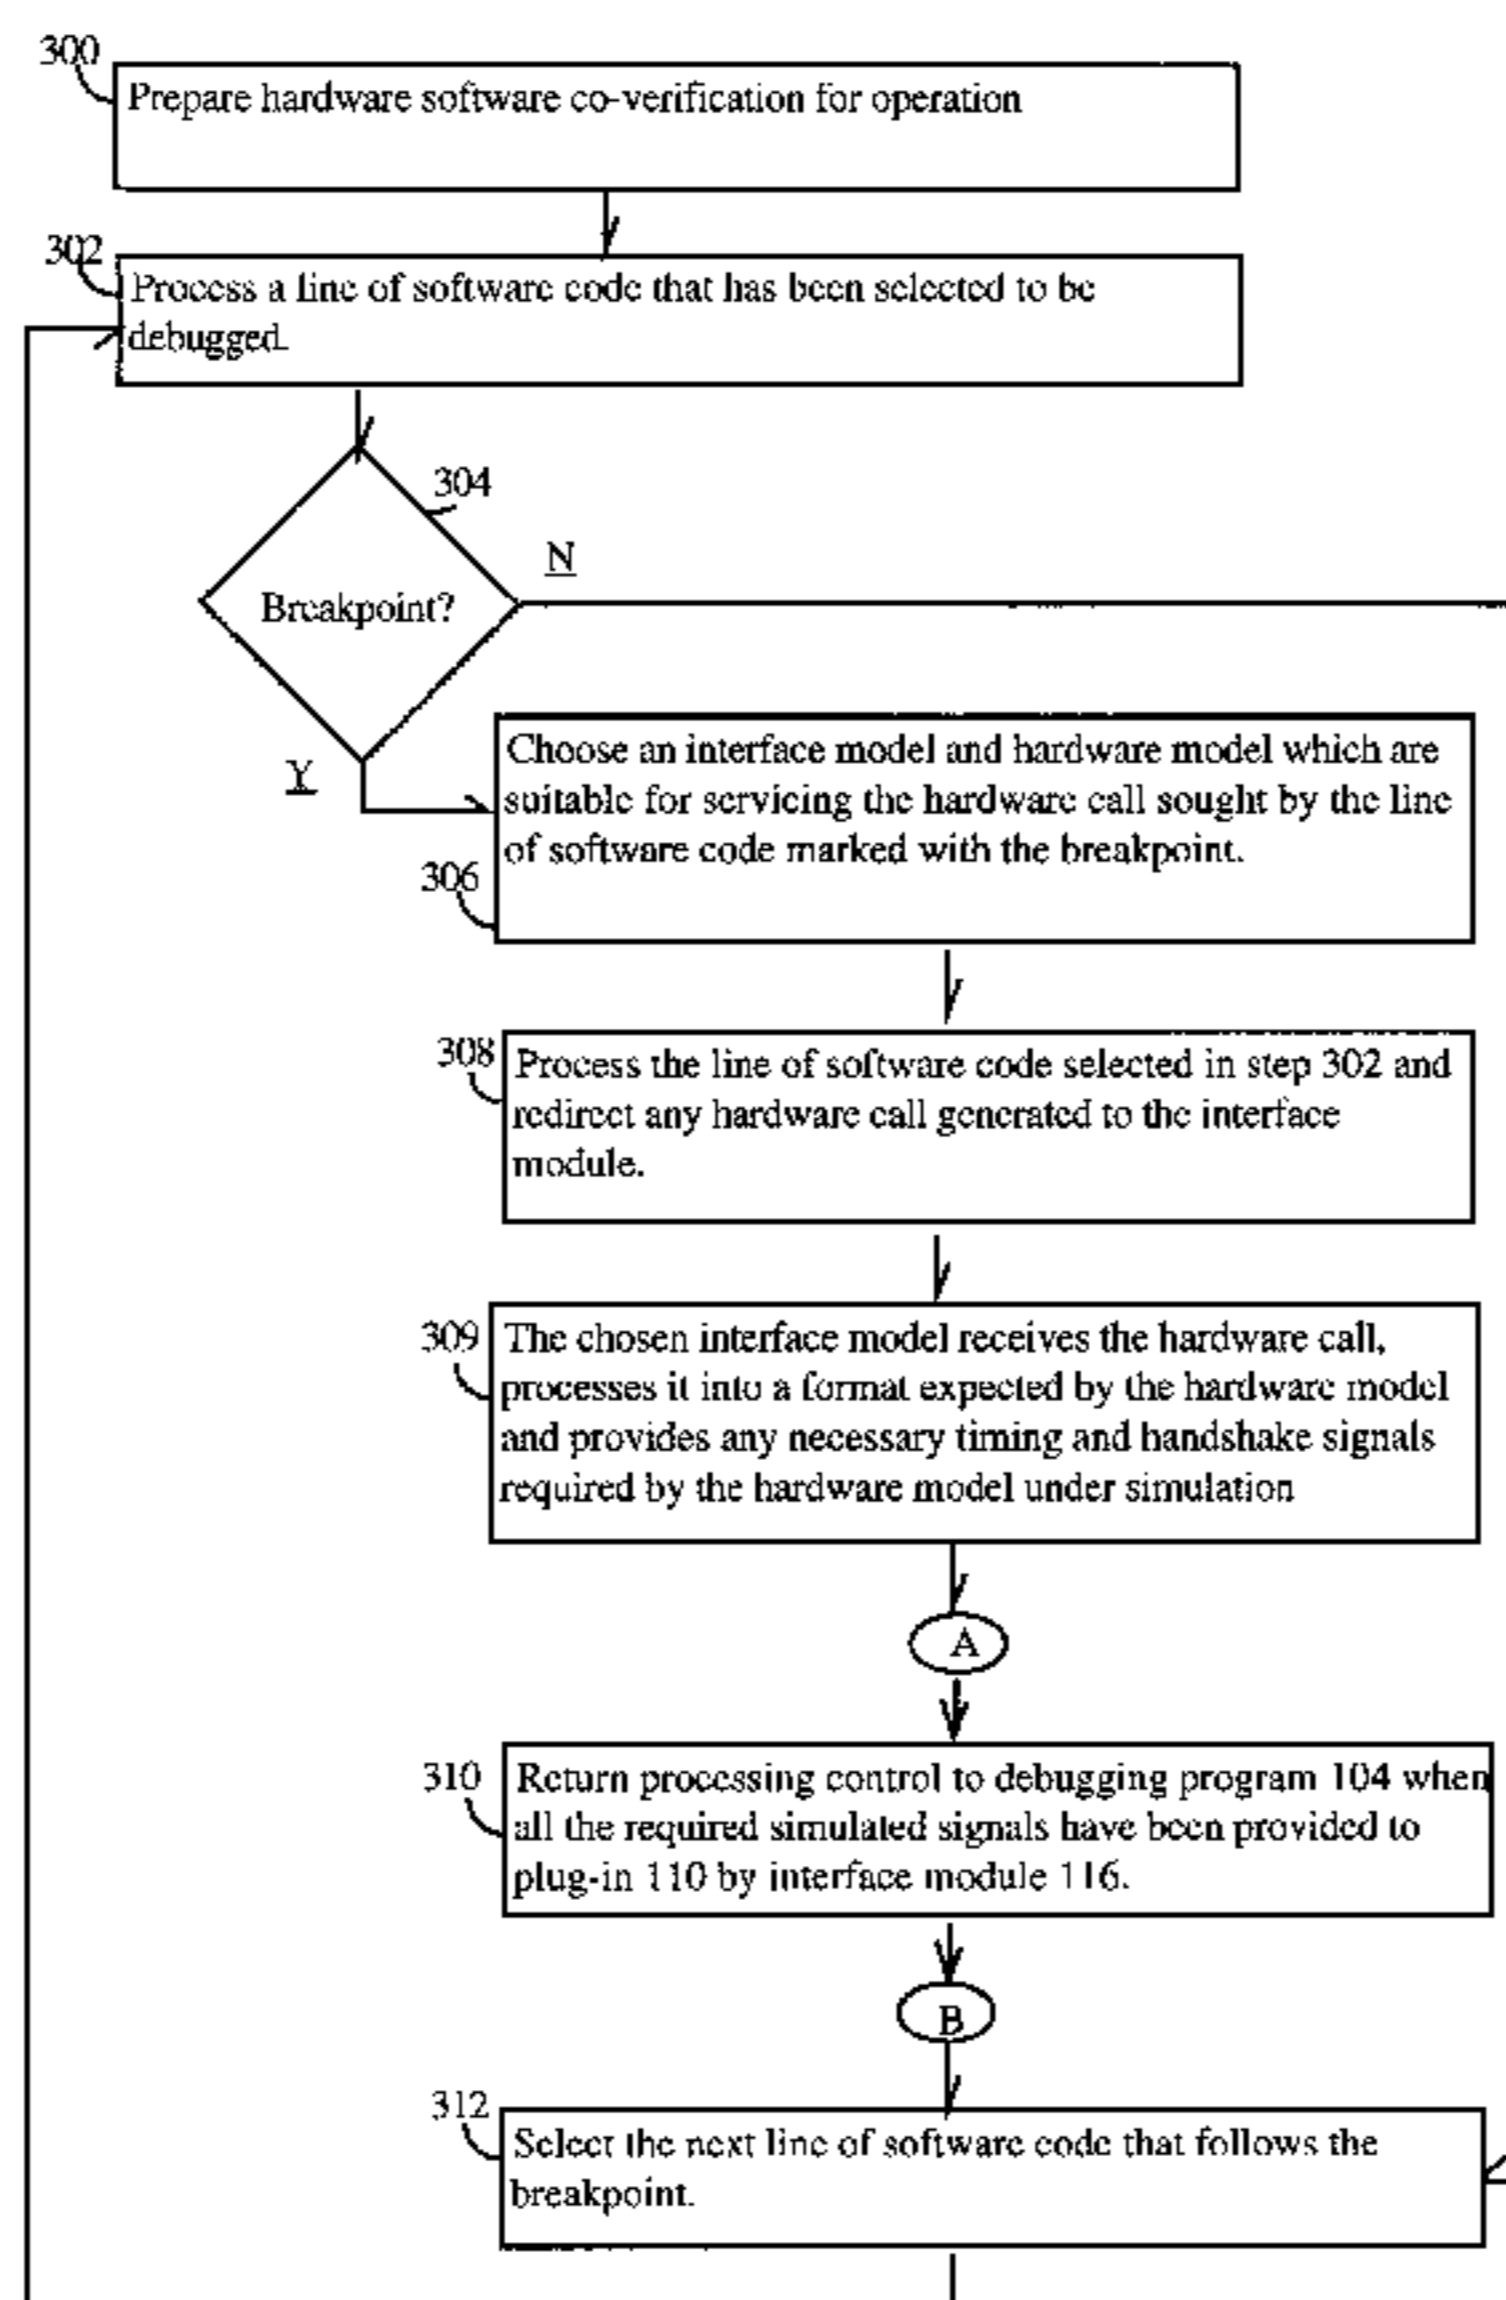 300
Prepare hardware software co-verification for operation
302
Process a line of software code that has been selected to be
debugged.
304
N
Breakpoint?
Y
Choose an interface model and hardware model which are
suitable for servicing the hardware call sought by the line
of software code marked with the breakpoint.
306
308
Process the line of software code selected in step 302 and
redirect any hardware call generated to the interface
module.
309
The chosen interface model receives the hardware call,
processes it into a format expected by the hardware model
and provides any necessary timing and handshake signals
required by the hardware model under simulation
A
310
Return processing control to debugging program 104 when
all the required simulated signals have been provided to
plug-in 110 by interface module 116.
B
312
Select the next line of software code that follows the
breakpoint.